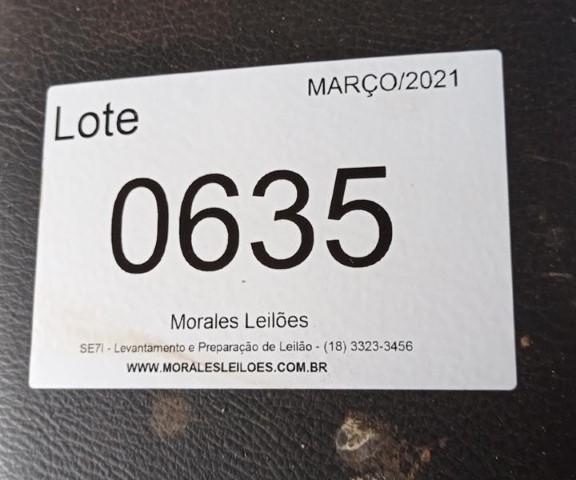 MARÇO/2021
Lote
0635
Morales Leilões
SE7I - Levantamento e Preparação de Leilão - (18) 3323-3456
WWW.MORALESLEILOES.COM.BR